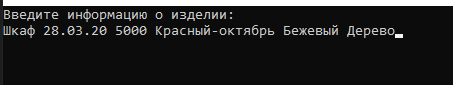 Введите информацию о изделии:
Шкаф 28.03.20 5000 Красный-октябрь Бежевый Дерево